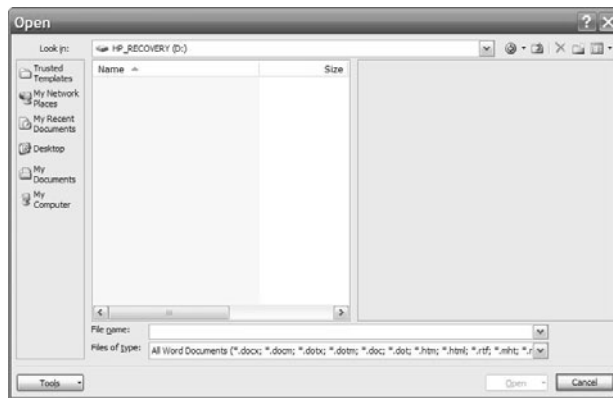 Open
Look in:
HP_RECOVERY (D:)
Trusted
Templates
My Network
Places
My Recent
Documents
Desktop
My
Documents
My
Computer
Name
Size
File name:
Files of type:
All Word Documents (*.docx; *.docm; *.dotx; *.dotm; *.doc; *.dot; *.htm; *.html; *.rtf; *.mht; *.r
Tools
Open
Cancel